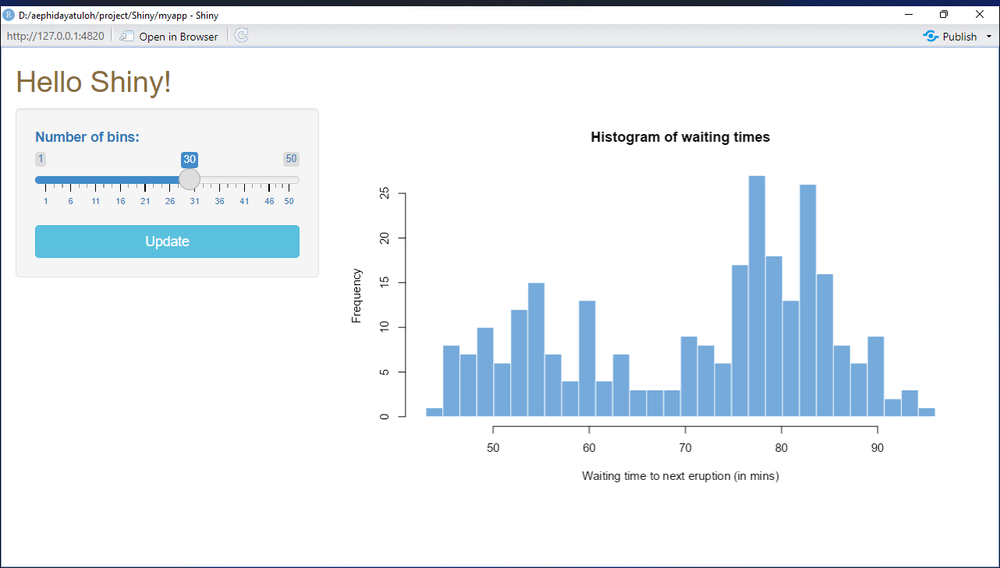 D:/aephidayatuloh/project/Shiny/myapp - Shiny
http://127.0.0.1:4820 Open in Browser Publish
Hello Shiny!
Number of bins:
1 30 50
1 6 11 16 21 26 31 36 41 46 50
Update
Histogram of waiting times
Frequency
25
20
15
10
5
0
50 60 70 80 90
Waiting time to next eruption (in mins)